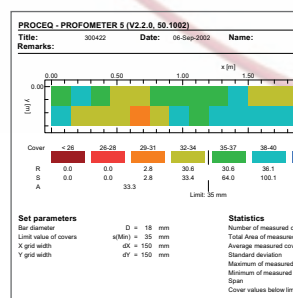 PROCEQ - PROFOMETER 5 (V2.2.0, 50.1002)
Title: 300422 Date: 06-Sep-2002 Name:
Remarks:
x [m]
0.00 0.50 1.00 1.50
0.00
y [m]
Cover < 26 26-28 29-31 32-34 35-37 38-40
R 0.0 0.0 2.8 30.6 30.6 36.1
S 0.0 0.0 2.8 33.4 64.0 100.1
A 33.3
Limit: 35 mm
Set parameters Statistics
Bar diameter D = 18 mm Number of measured c
Limit value of covers s(Min) = 35 mm Total Area of measured
X grid width dX = 150 mm Average measured co
Y grid width dY = 150 mm Standard deviation
Maximum of measured
Minimum of measured
Span
Cover values below lim